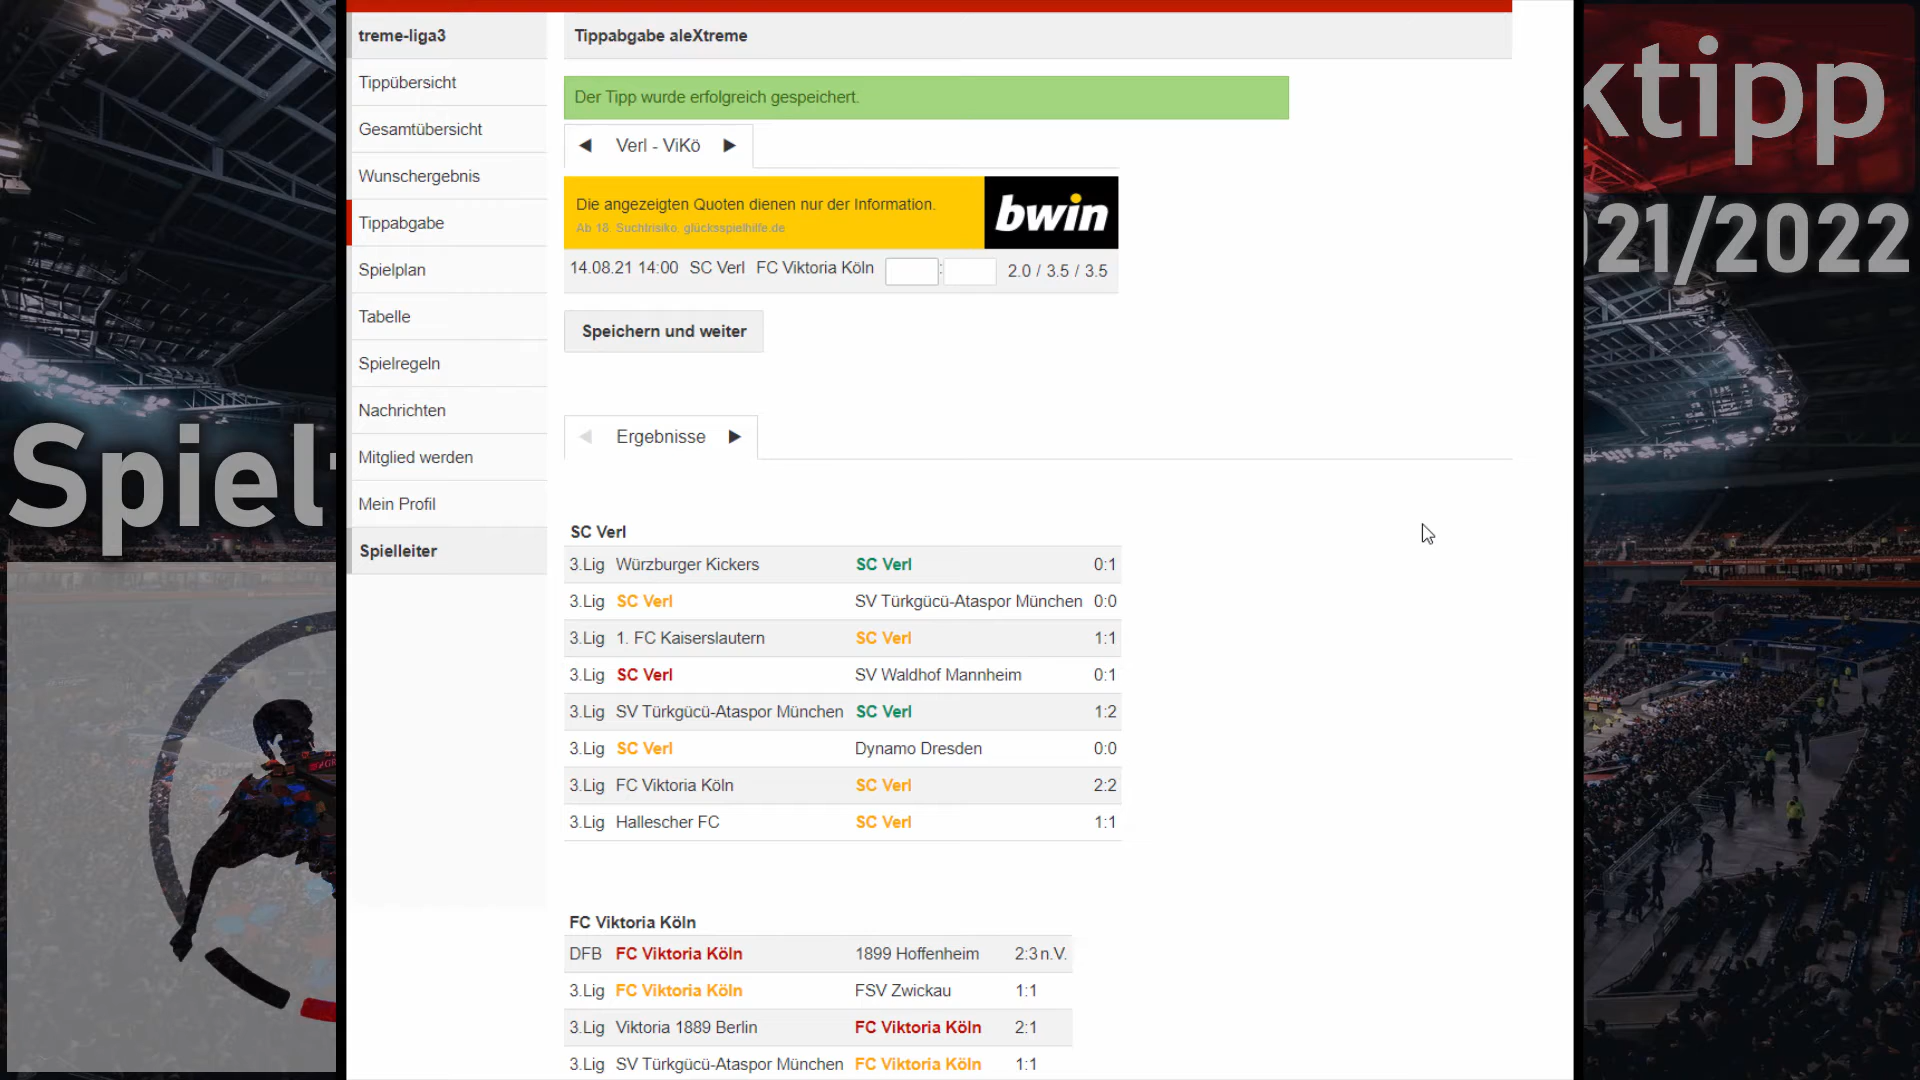 treme-liga3
Tippübersicht
Gesamtübersicht
Wunschergebnis
Tippabgabe
Spielplan
Tabelle
Spielregeln
Nachrichten
Mitglied werden
Mein Profil
Spielleiter
Tippabgabe aleXtreme
Der Tipp wurde erfolgreich gespeichert.
◀ Verl - ViKö ▶
Die angezeigten Quoten dienen nur der Information.
Ab 18. Suchtrisiko. glücksspielhilfe.de
bwin
14.08.21 14:00 SC Verl FC Viktoria Köln : 2.0 / 3.5 / 3.5
Speichern und weiter
◀ Ergebnisse ▶
SC Verl
3.Lig Würzburger Kickers SC Verl 0:1
3.Lig SC Verl SV Türkgücü-Ataspor München 0:0
3.Lig 1. FC Kaiserslautern SC Verl 1:1
3.Lig SC Verl SV Waldhof Mannheim 0:1
3.Lig SV Türkgücü-Ataspor München SC Verl 1:2
3.Lig SC Verl Dynamo Dresden 0:0
3.Lig FC Viktoria Köln SC Verl 2:2
3.Lig Hallescher FC SC Verl 1:1
FC Viktoria Köln
DFB FC Viktoria Köln 1899 Hoffenheim 2:3 n.V.
3.Lig FC Viktoria Köln FSV Zwickau 1:1
3.Lig Viktoria 1889 Berlin FC Viktoria Köln 2:1
3.Lig SV Türkgücü-Ataspor München FC Viktoria Köln 1:1
Spiel
ktipp
021/2022